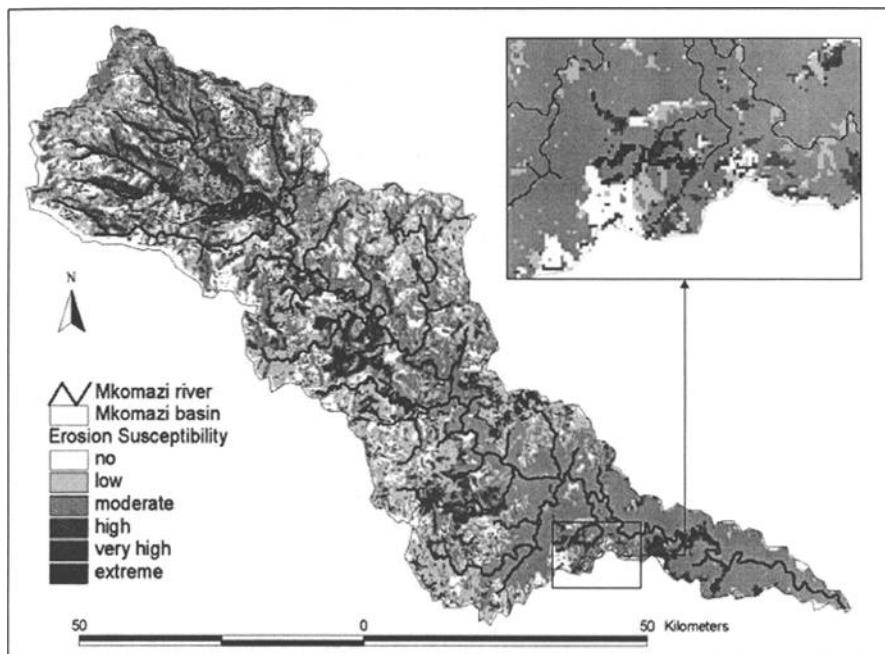 N
Mkomazi river
Mkomazi basin
Erosion Susceptibility
no
low
moderate
high
very high
extreme
50 0 50 Kilometers